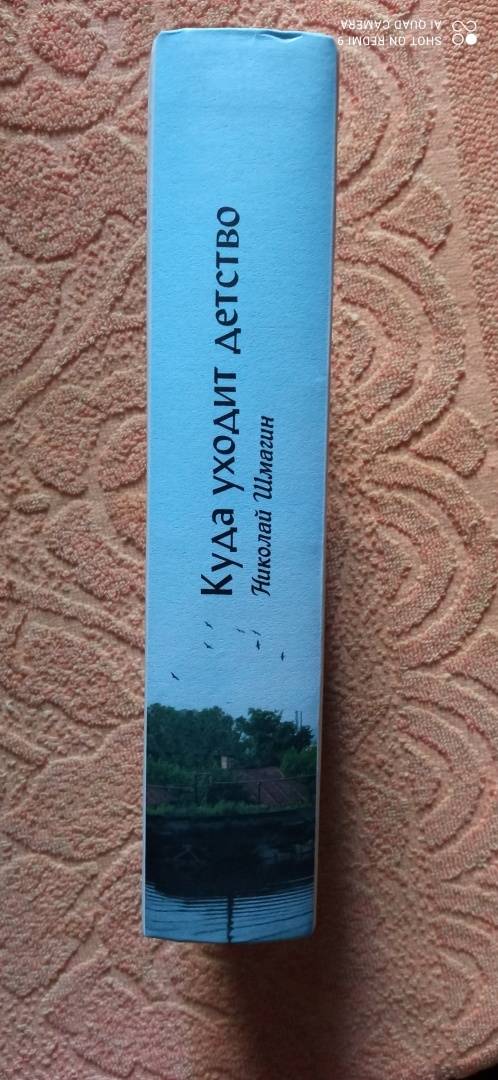 Куда уходит детство
Николай Шмагин
SHOT ON REDMI 9
AI QUAD CAMERA